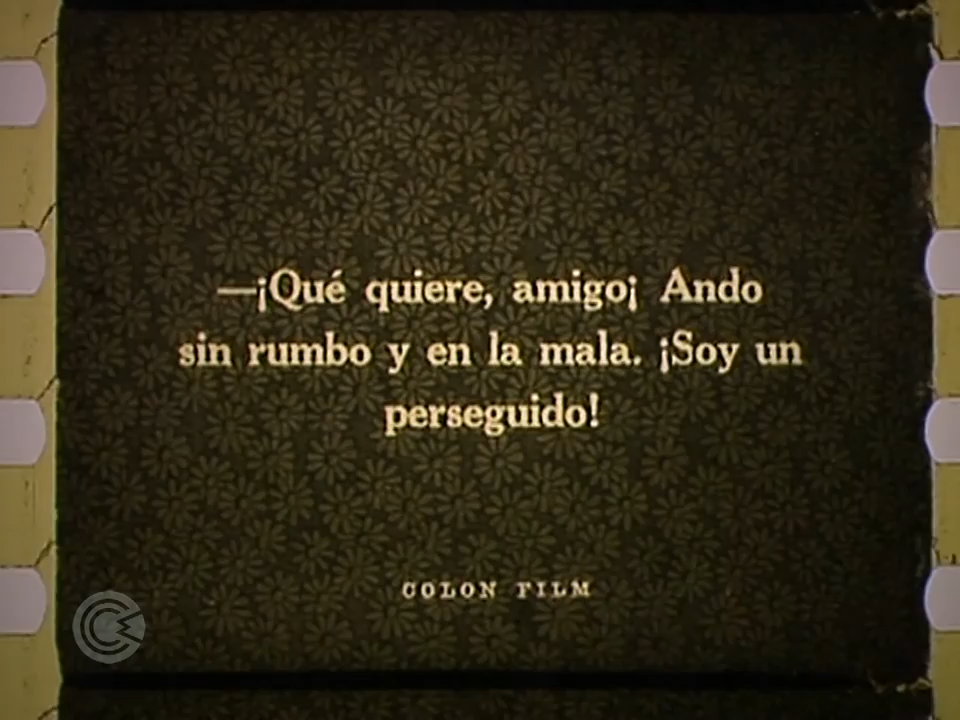 —¡Qué quiere, amigo¡ Ando
sin rumbo y en la mala. ¡Soy un
perseguido!
COLON FILM